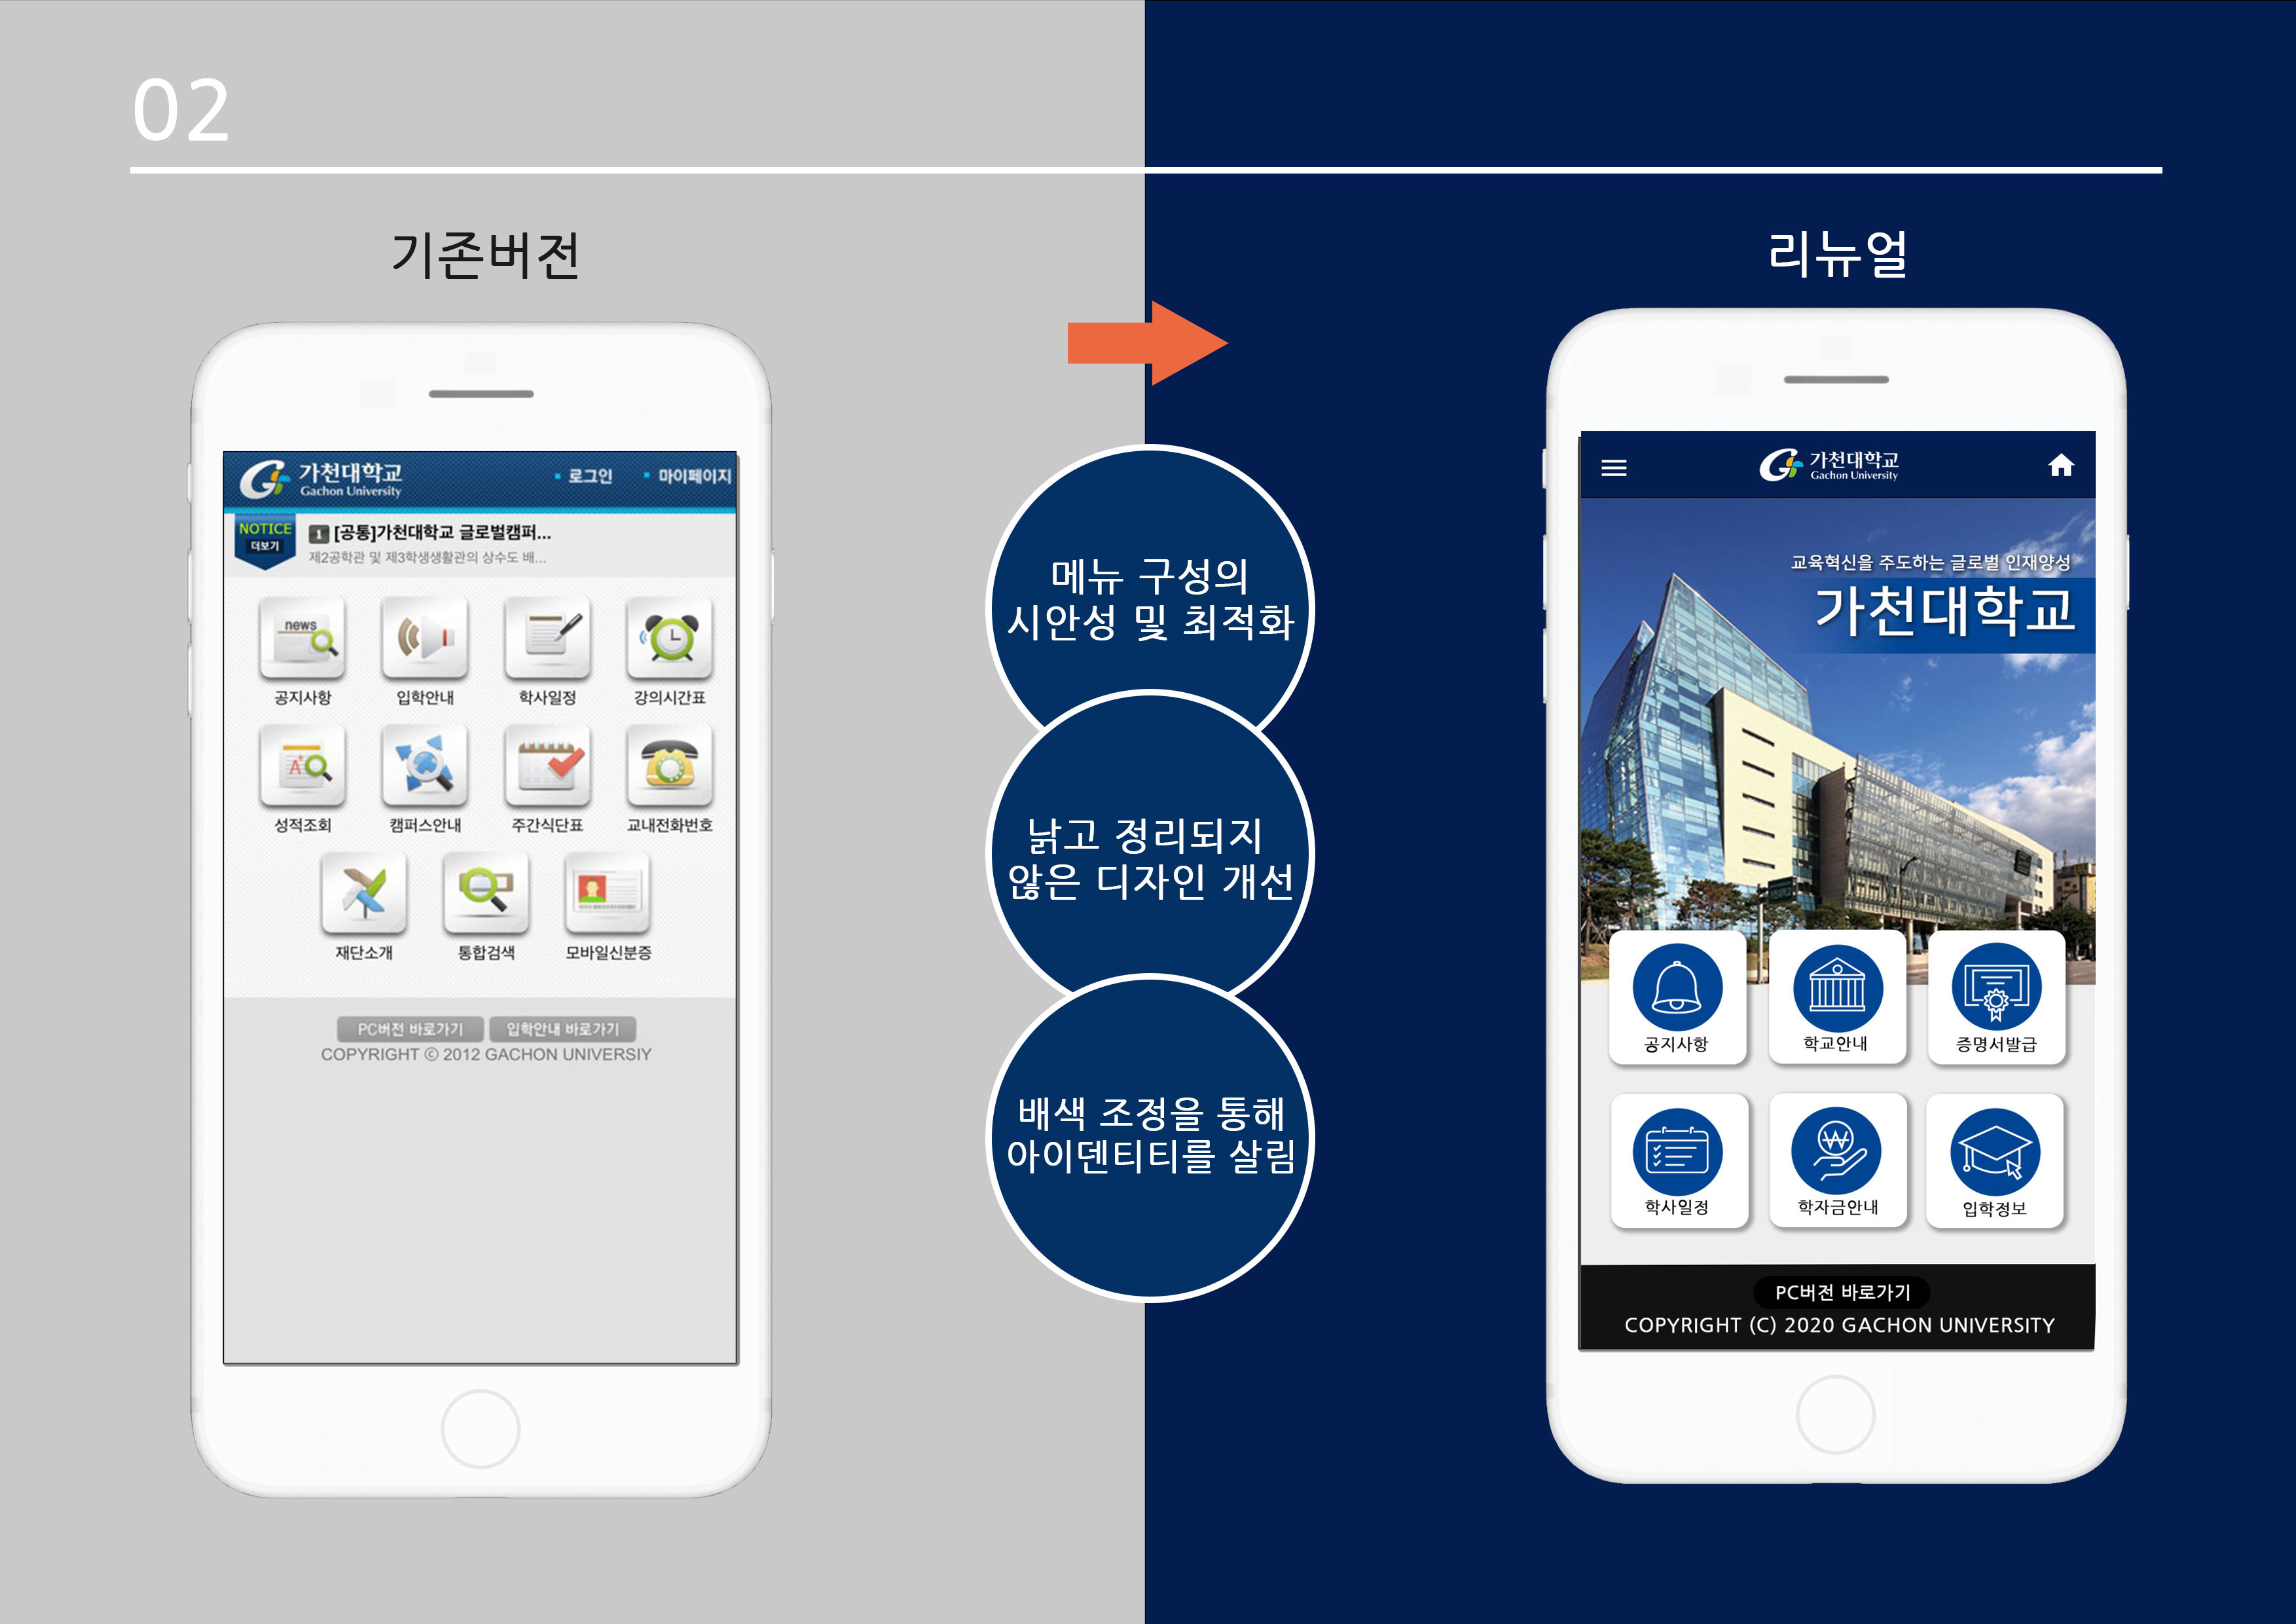 02
기존버전
가천대학교
Gachon University
로그인
마이페이지
NOTICE
더보기
1 [공통]가천대학교 글로벌캠퍼...
제2공학관 및 제3학생생활관의 상수도 배...
news
공지사항
입학안내
학사일정
강의시간표
A+
성적조회
캠퍼스안내
주간식단표
교내전화번호
재단소개
통합검색
모바일신분증
PC버전 바로가기
입학안내 바로가기
COPYRIGHT © 2012 GACHON UNIVERSIY
메뉴 구성의
시안성 및 최적화
낡고 정리되지
않은 디자인 개선
배색 조정을 통해
아이덴티티를 살림
리뉴얼
가천대학교
Gachon University
교육혁신을 주도하는 글로벌 인재양성
가천대학교
공지사항
학교안내
증명서발급
학사일정
학자금안내
입학정보
PC버전 바로가기
COPYRIGHT (C) 2020 GACHON UNIVERSITY